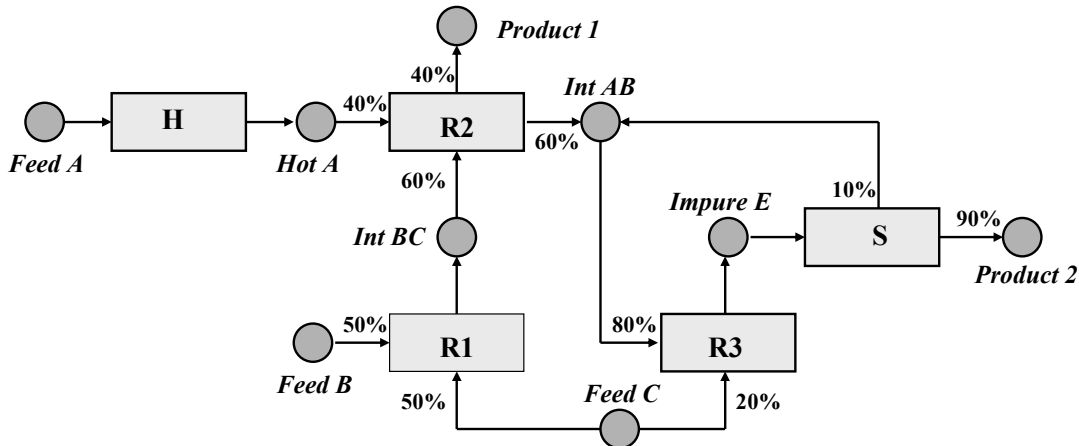 Product 1
40%
Int AB
H
40%
R2
60%
Feed A
Hot A
60%
10%
Impure E
90%
Int BC
S
Product 2
50%
R1
80%
R3
Feed B
50%
Feed C
20%